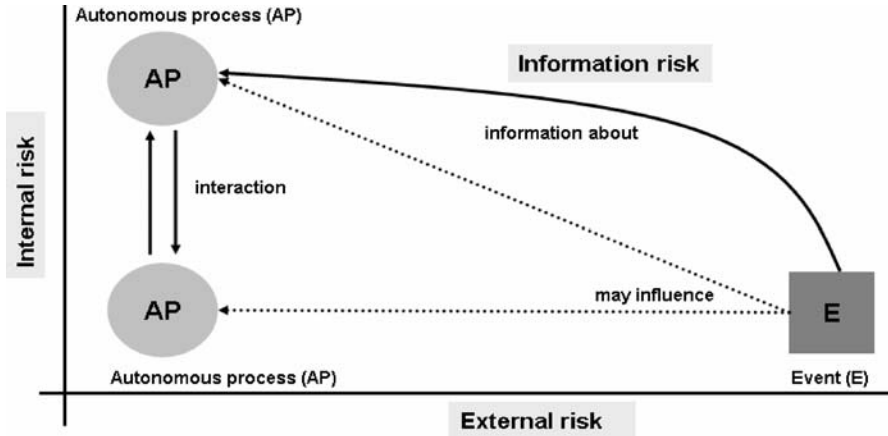 Autonomous process (AP)
AP
Information risk
information about
Internal risk
interaction
may influence
AP
E
Autonomous process (AP)
Event (E)
External risk